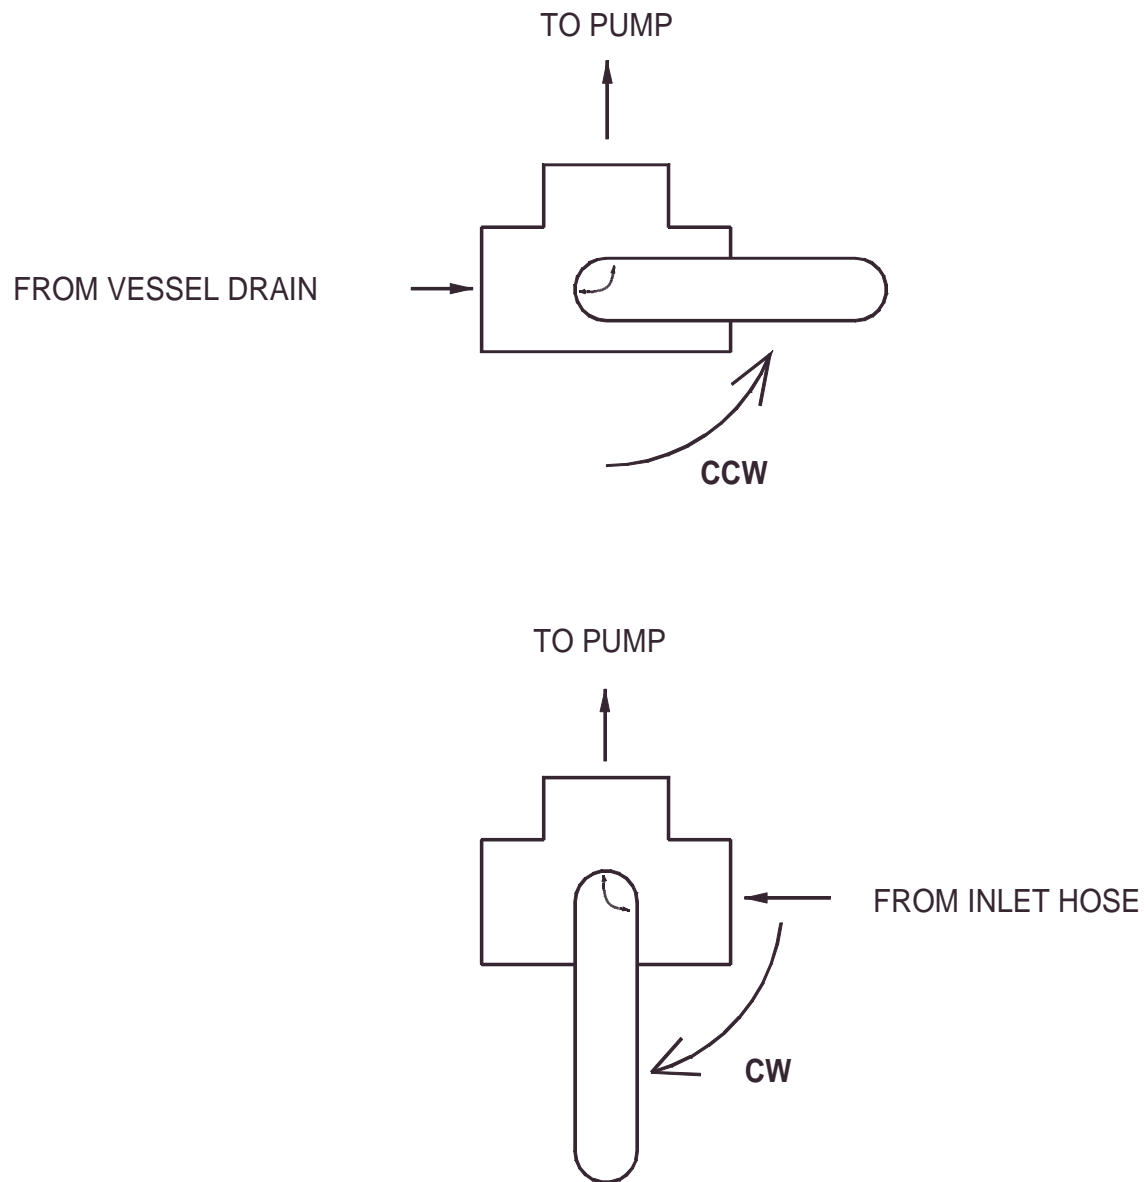 TO PUMP
FROM VESSEL DRAIN
CCW
TO PUMP
FROM INLET HOSE
CW